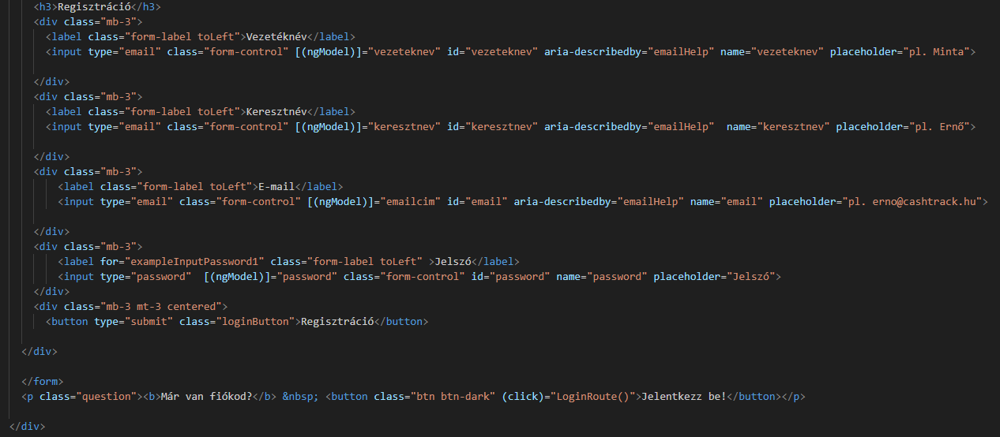 <h3>Regisztráció</h3>
<div class="mb-3">
<label class="form-label toLeft">Vezetéknév</label>
<input type="email" class="form-control" [(ngModel)]="vezeteknev" id="vezeteknev" aria-describedby="emailHelp" name="vezeteknev" placeholder="pl. Minta">
</div>
<div class="mb-3">
<label class="form-label toLeft">Keresztnév</label>
<input type="email" class="form-control" [(ngModel)]="keresztnev" id="keresztnev" aria-describedby="emailHelp"  name="keresztnev" placeholder="pl. Ernő">
</div>
<div class="mb-3">
<label class="form-label toLeft">E-mail</label>
<input type="email" class="form-control" [(ngModel)]="emailcim" id="email" aria-describedby="emailHelp" name="email" placeholder="pl. erno@cashtrack.hu">
</div>
<div class="mb-3">
<label for="exampleInputPassword1" class="form-label toLeft" >Jelszó</label>
<input type="password"  [(ngModel)]="password" class="form-control" id="password" name="password" placeholder="Jelszó">
</div>
<div class="mb-3 mt-3 centered">
<button type="submit" class="loginButton">Regisztráció</button>
</div>
</form>
<p class="question"><b>Már van fiókod?</b> &nbsp; <button class="btn btn-dark" (click)="LoginRoute()">Jelentkezz be!</button></p>
</div>